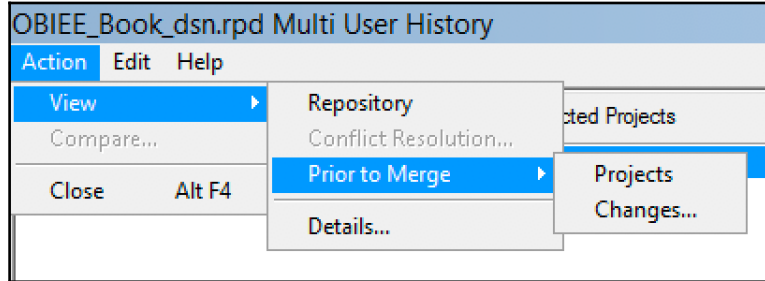 OBIEE_Book_dsn.rpd Multi User History
Action Edit Help
View
Compare...
Close Alt F4
Repository
Conflict Resolution...
Prior to Merge
Details...
cted Projects
Projects
Changes...